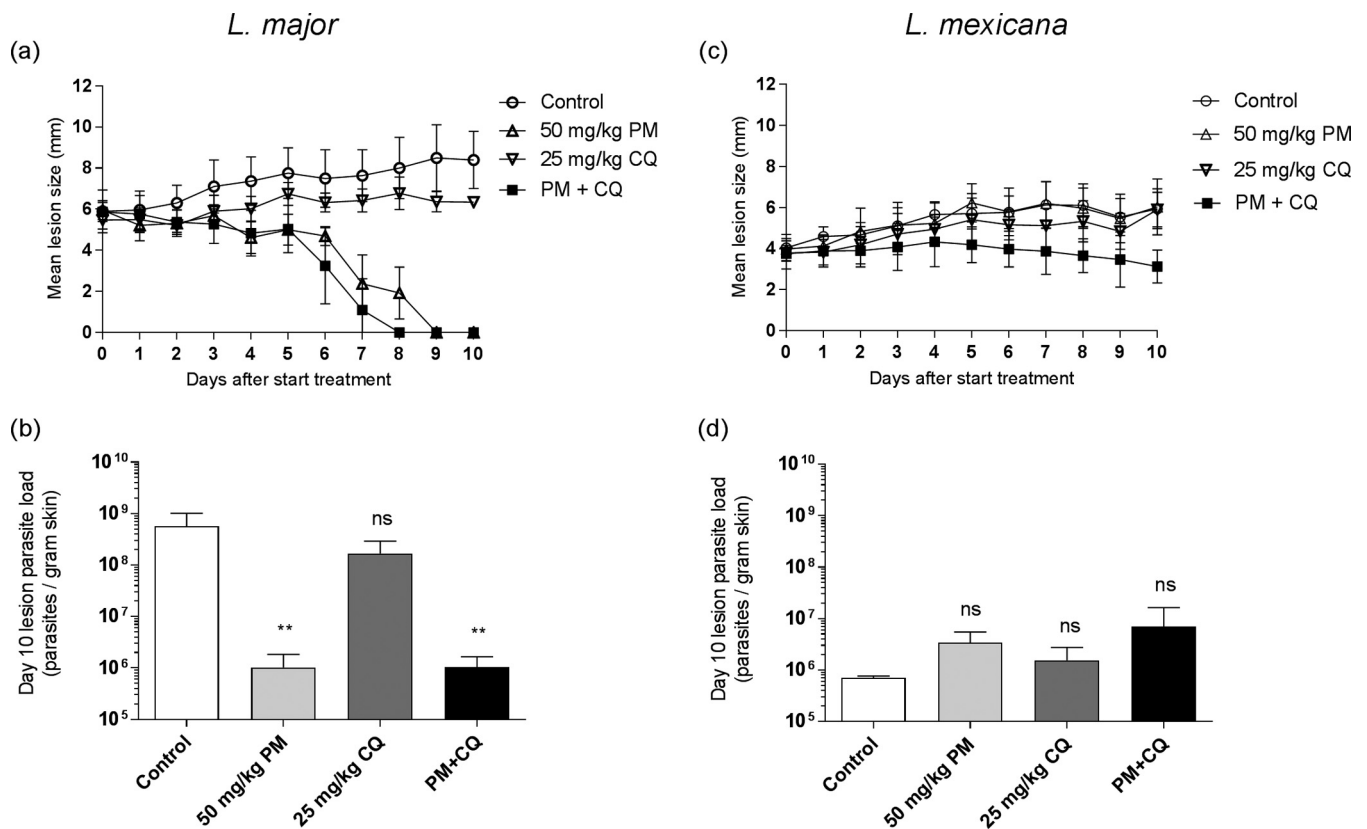 L. major
(a)
Mean lesion size (mm)
12
10
8
6
4
2
0
0 1 2 3 4 5 6 7 8 9 10
Days after start treatment
Control
50 mg/kg PM
25 mg/kg CQ
PM + CQ
L. mexicana
(c)
Mean lesion size (mm)
12
10
8
6
4
2
0
0 1 2 3 4 5 6 7 8 9 10
Days after start treatment
Control
50 mg/kg PM
25 mg/kg CQ
PM + CQ
(b)
Day 10 lesion parasite load
(parasites / gram skin)
10¹⁰
10⁹
10⁸
10⁷
10⁶
10⁵
**
ns
**
Control
50 mg/kg PM
25 mg/kg CQ
PM+CQ
(d)
Day 10 lesion parasite load
(parasites / gram skin)
10¹⁰
10⁹
10⁸
10⁷
10⁶
10⁵
ns
ns
ns
Control
50 mg/kg PM
25 mg/kg CQ
PM+CQ